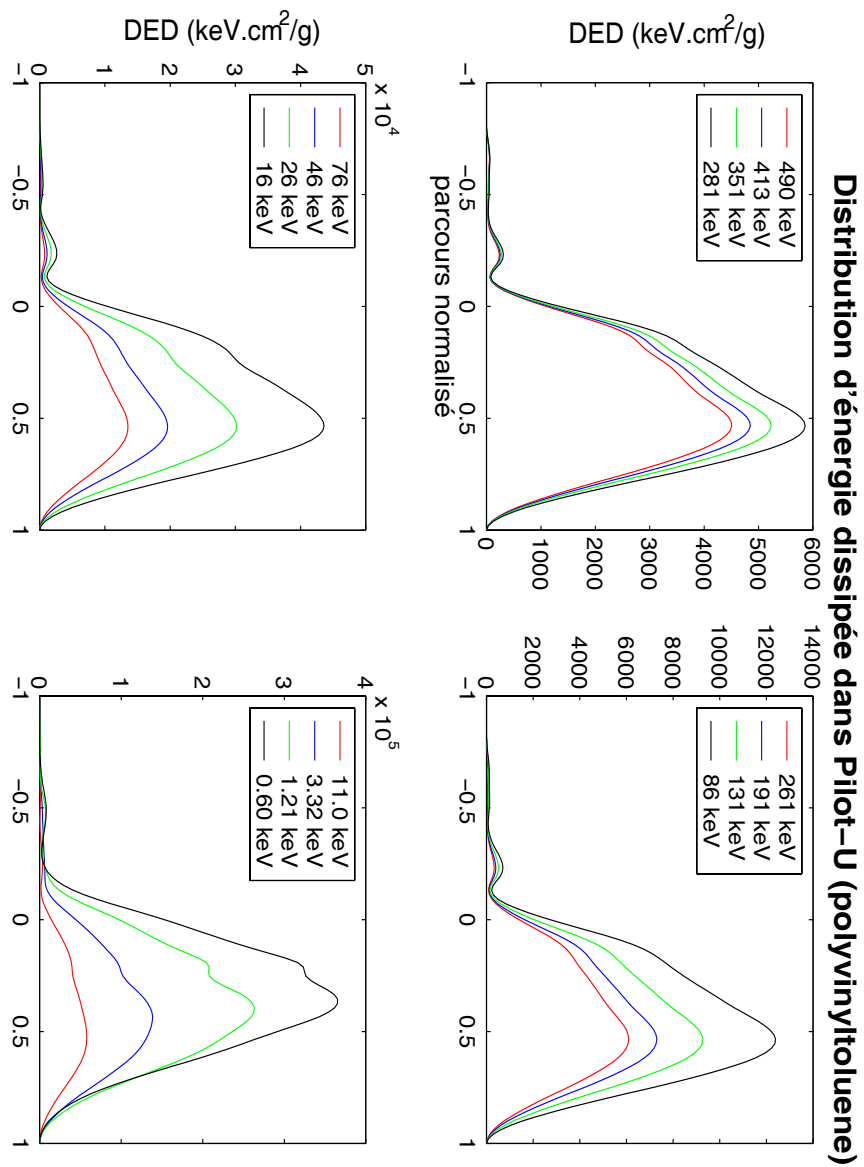 Distribution d'énergie dissipée dans Pilot−U (polyvinyltoluene)
DED (keV.cm²/g)
6000
5000
4000
3000
2000
1000
0
−1
−0.5
0
0.5
1
parcours normalisé
490 keV
413 keV
351 keV
281 keV
14000
12000
10000
8000
6000
4000
2000
0
−1
−0.5
0
0.5
1
261 keV
191 keV
131 keV
86 keV
DED (keV.cm²/g)
x 10⁴
5
4
3
2
1
0
−1
−0.5
0
0.5
1
76 keV
46 keV
26 keV
16 keV
x 10⁵
4
3
2
1
0
−1
−0.5
0
0.5
1
11.0 keV
3.32 keV
1.21 keV
0.60 keV